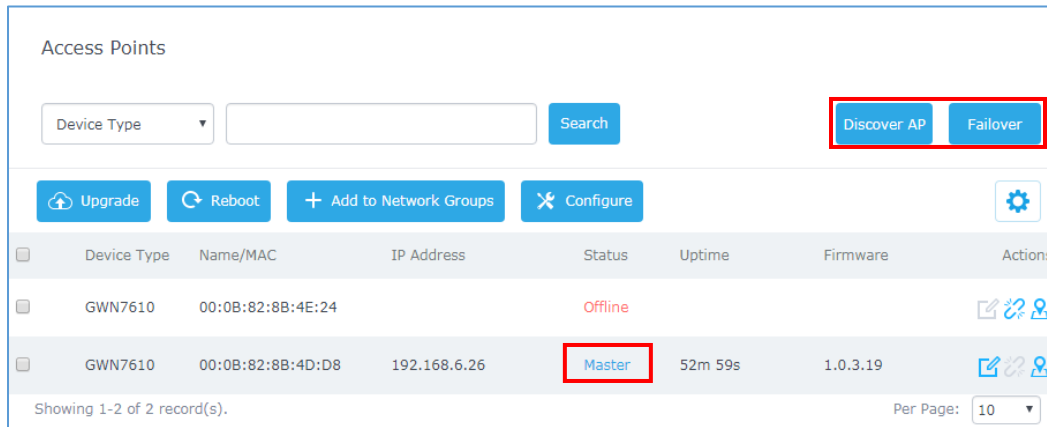 Access Points
Device Type Search Discover AP Failover
Upgrade Reboot Add to Network Groups Configure
Device Type Name/MAC IP Address Status Uptime Firmware Action
GWN7610 00:0B:82:8B:4E:24 Offline
GWN7610 00:0B:82:8B:4D:D8 192.168.6.26 Master 52m 59s 1.0.3.19
Showing 1-2 of 2 record(s). Per Page: 10